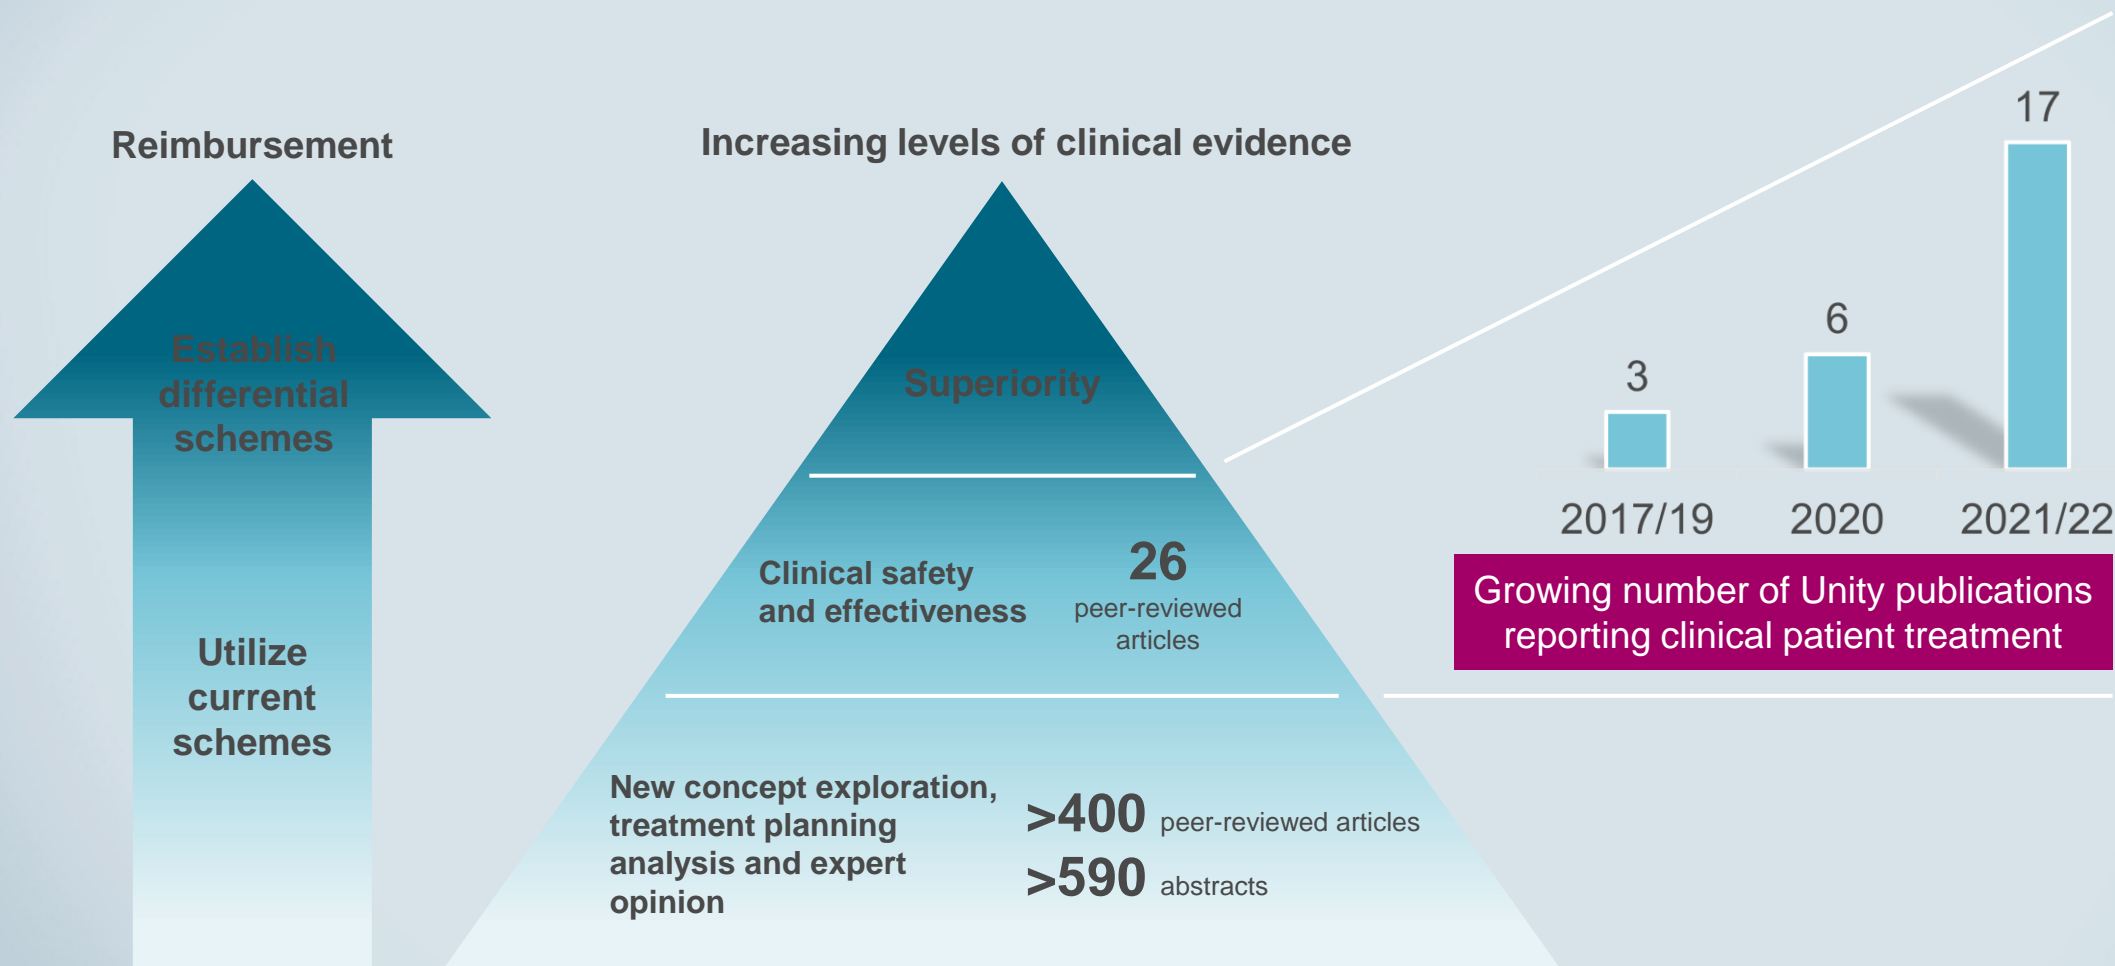 Reimbursement
Establish
differential
schemes
Utilize
current
schemes
Increasing levels of clinical evidence
Superiority
Clinical safety
and effectiveness
26
peer-reviewed
articles
New concept exploration,
treatment planning
analysis and expert
opinion
>400 peer-reviewed articles
>590 abstracts
3
6
17
2017/19
2020
2021/22
Growing number of Unity publications
reporting clinical patient treatment